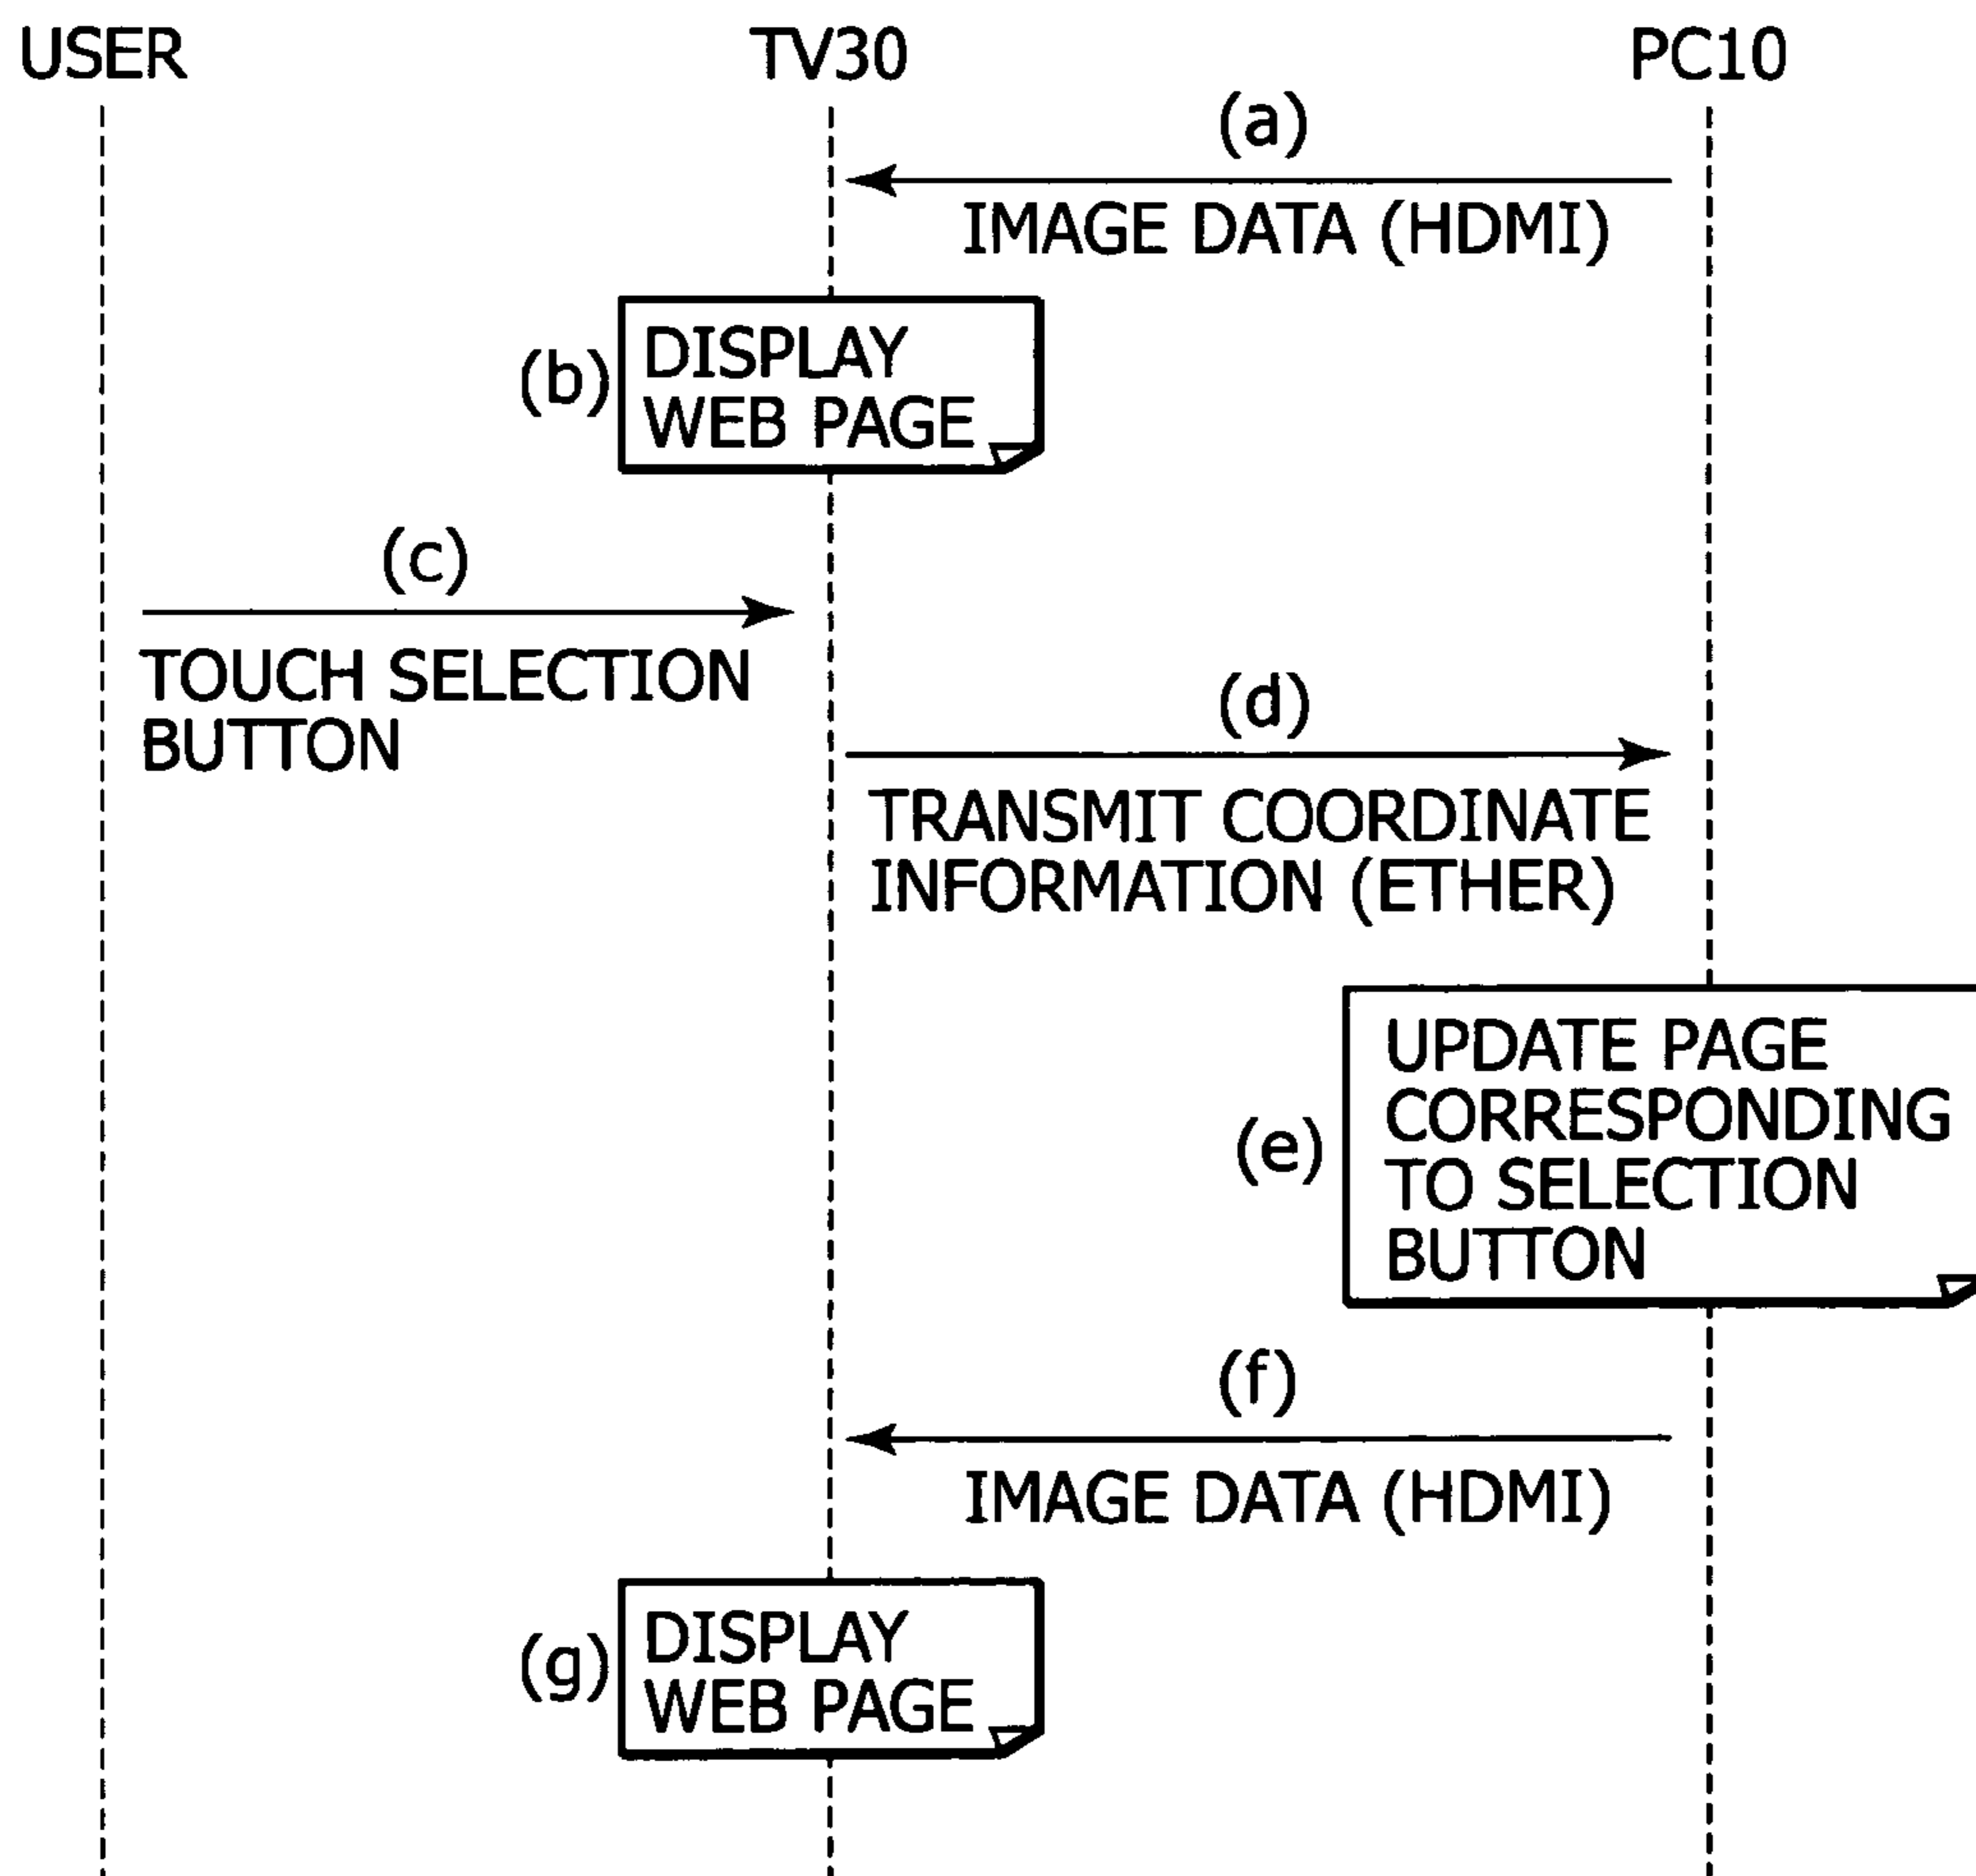 USER
TV30
PC10
(a)
IMAGE DATA (HDMI)
(b)
DISPLAY
WEB PAGE
(c)
TOUCH SELECTION
BUTTON
(d)
TRANSMIT COORDINATE
INFORMATION (ETHER)
(e)
UPDATE PAGE
CORRESPONDING
TO SELECTION
BUTTON
(f)
IMAGE DATA (HDMI)
(g)
DISPLAY
WEB PAGE